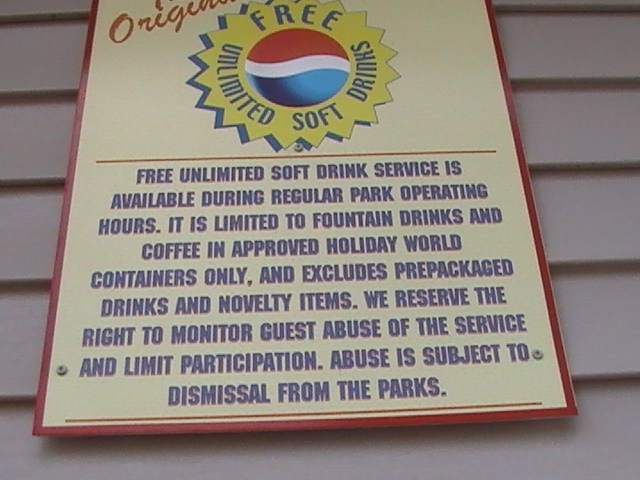 FREE
UNLIMITED SOFT DRINKS
FREE UNLIMITED SOFT DRINK SERVICE IS
AVAILABLE DURING REGULAR PARK OPERATING
HOURS. IT IS LIMITED TO FOUNTAIN DRINKS AND
COFFEE IN APPROVED HOLIDAY WORLD
CONTAINERS ONLY, AND EXCLUDES PREPACKAGED
DRINKS AND NOVELTY ITEMS. WE RESERVE THE
RIGHT TO MONITOR GUEST ABUSE OF THE SERVICE
AND LIMIT PARTICIPATION. ABUSE IS SUBJECT TO
DISMISSAL FROM THE PARKS.